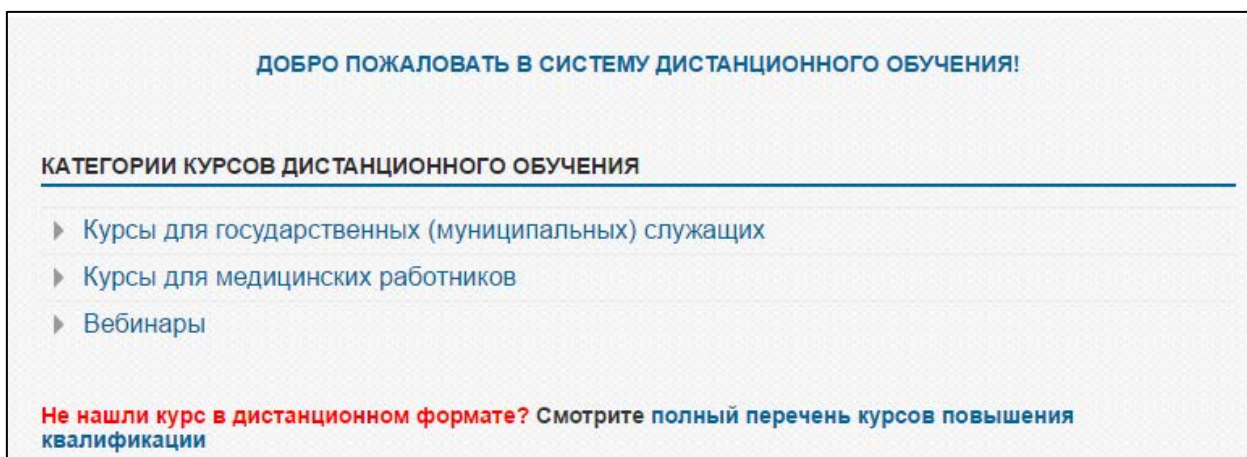 ДОБРО ПОЖАЛОВАТЬ В СИСТЕМУ ДИСТАНЦИОННОГО ОБУЧЕНИЯ!
КАТЕГОРИИ КУРСОВ ДИСТАНЦИОННОГО ОБУЧЕНИЯ
Курсы для государственных (муниципальных) служащих
Курсы для медицинских работников
Вебинары
Не нашли курс в дистанционном формате? Смотрите полный перечень курсов повышения
квалификации